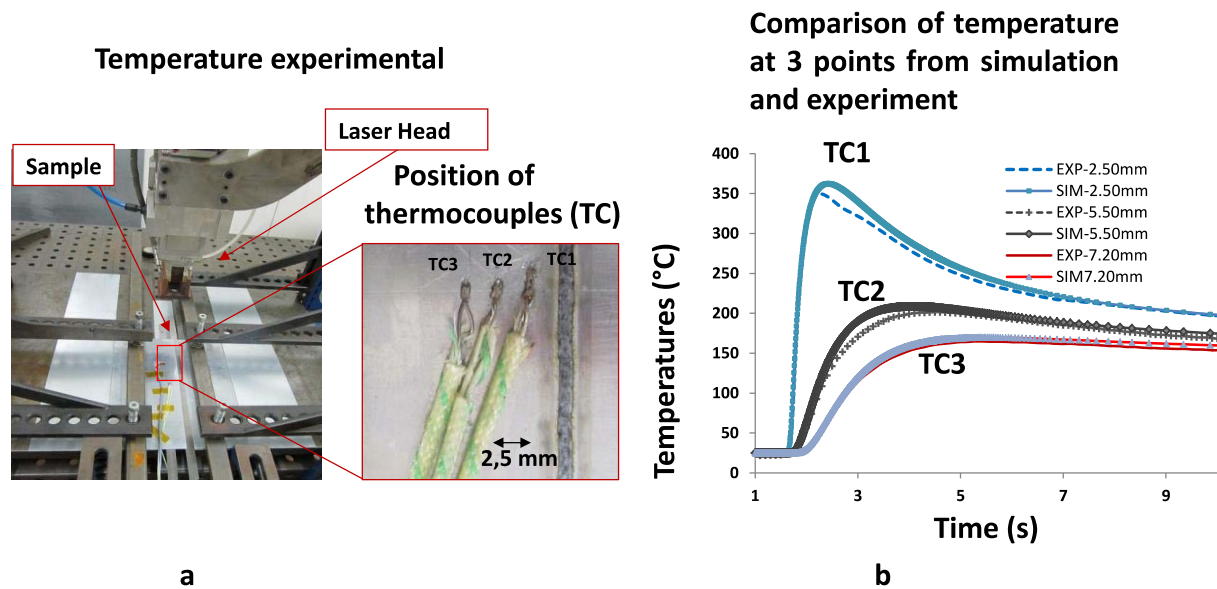 Temperature experimental
Laser Head
Sample
Position of
thermocouples (TC)
TC3
TC2
TC1
2,5 mm
a
Comparison of temperature
at 3 points from simulation
and experiment
Temperatures (°C)
400
350
300
250
200
150
100
50
0
1
3
5
7
9
Time (s)
TC1
TC2
TC3
EXP-2.50mm
SIM-2.50mm
EXP-5.50mm
SIM-5.50mm
EXP-7.20mm
SIM7.20mm
b